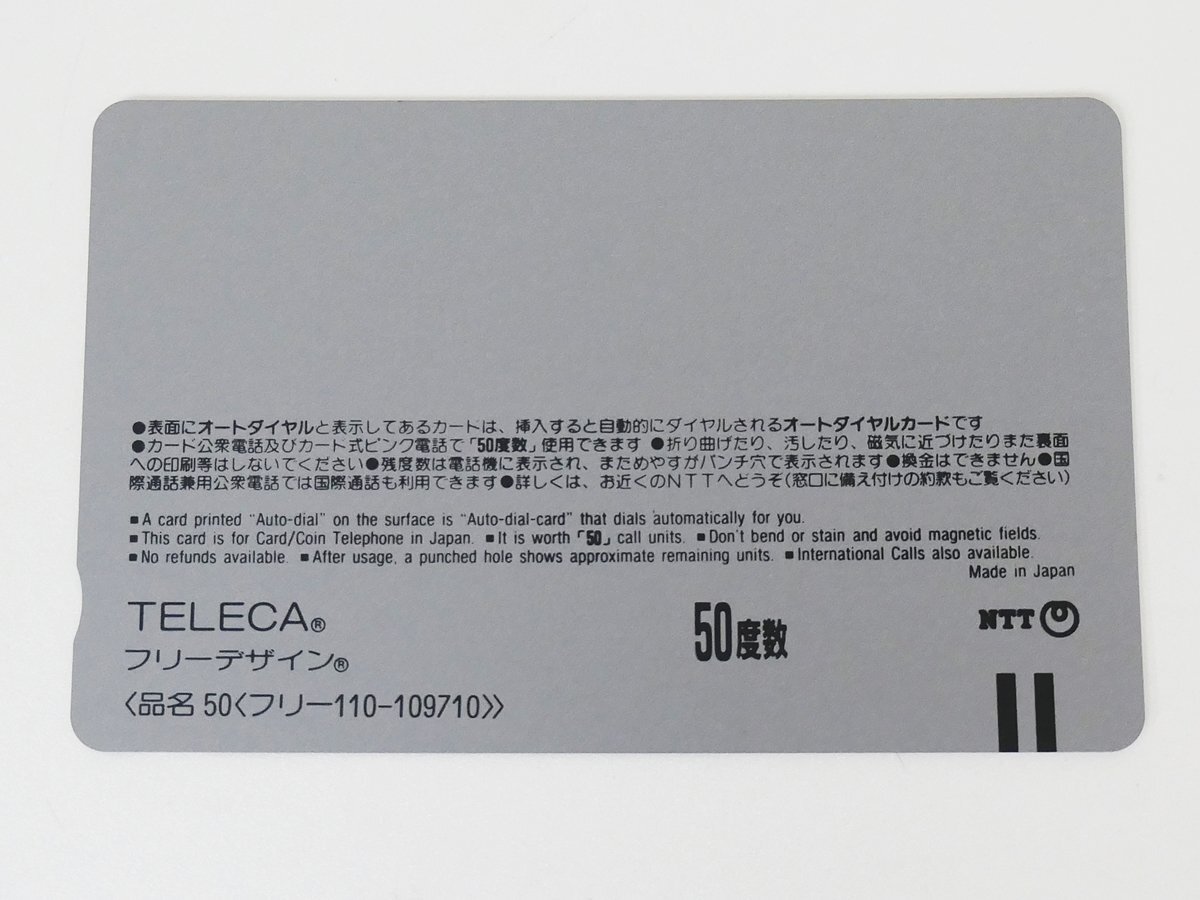 ●表面にオートダイヤルと表示してあるカードは、挿入すると自動的にダイヤルされるオートダイヤルカードです
●カード公衆電話及びカード式ピンク電話で「50度数」使用できます ●折り曲げたり、汚したり、磁気に近づけたりまた裏面
への印刷等はしないでください●残度数は電話機に表示され、まためやすがパンチ穴で表示されます●換金はできません●国
際通話兼用公衆電話では国際通話も利用できます●詳しくは、お近くのNTTへどうぞ(窓口に備え付けの約款もご覧ください)
■A card printed "Auto-dial" on the surface is "Auto-dial-card" that dials automatically for you.
■This card is for Card/Coin Telephone in Japan. ■It is worth「50」call units. ■Don't bend or stain and avoid magnetic fields.
■No refunds available. ■After usage, a punched hole shows approximate remaining units. ■International Calls also available.
Made in Japan
TELECA®
フリーデザイン®
50度数
NTT
〈品名 50〈フリー110-109710〉〉